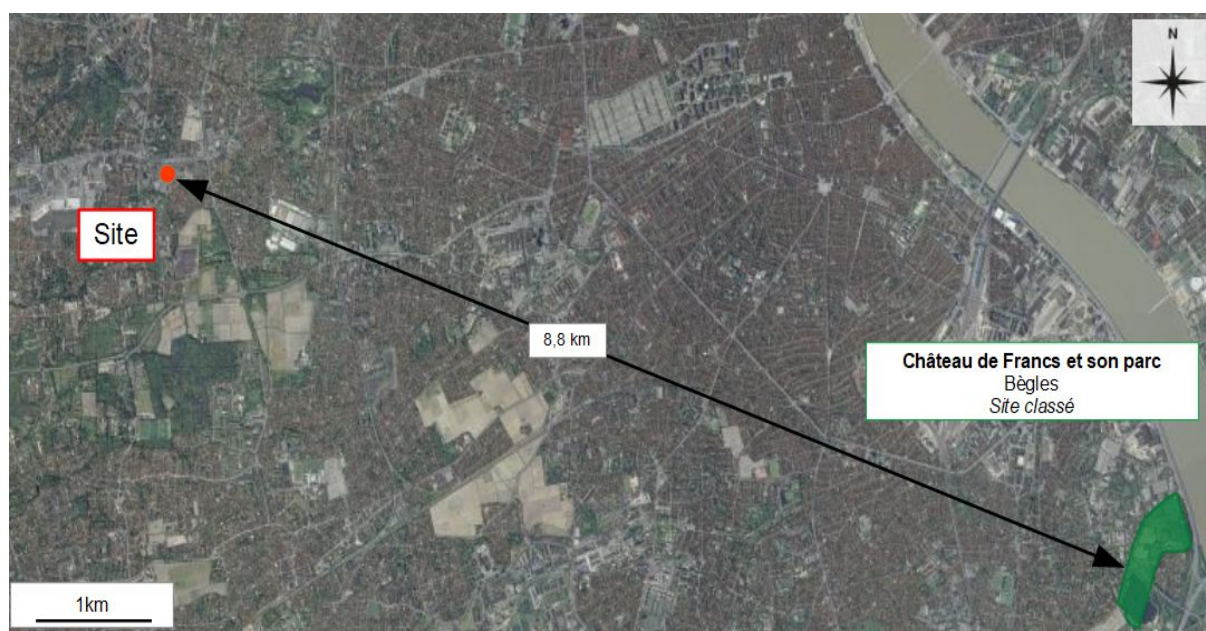 N
Site
8,8 km
Château de Francs et son parc
Bègles
Site classé
1km